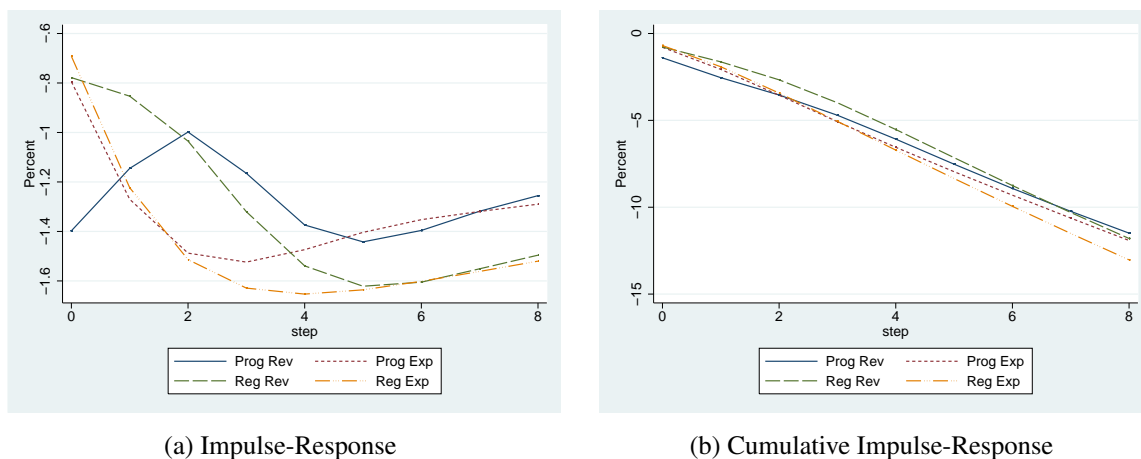 -.6
-.8
-1
-1.2
-1.4
-1.6
Percent
0 2 4 6 8
step
Prog Rev Prog Exp
Reg Rev Reg Exp
(a) Impulse-Response
0
-5
-10
-15
Percent
0 2 4 6 8
step
Prog Rev Prog Exp
Reg Rev Reg Exp
(b) Cumulative Impulse-Response